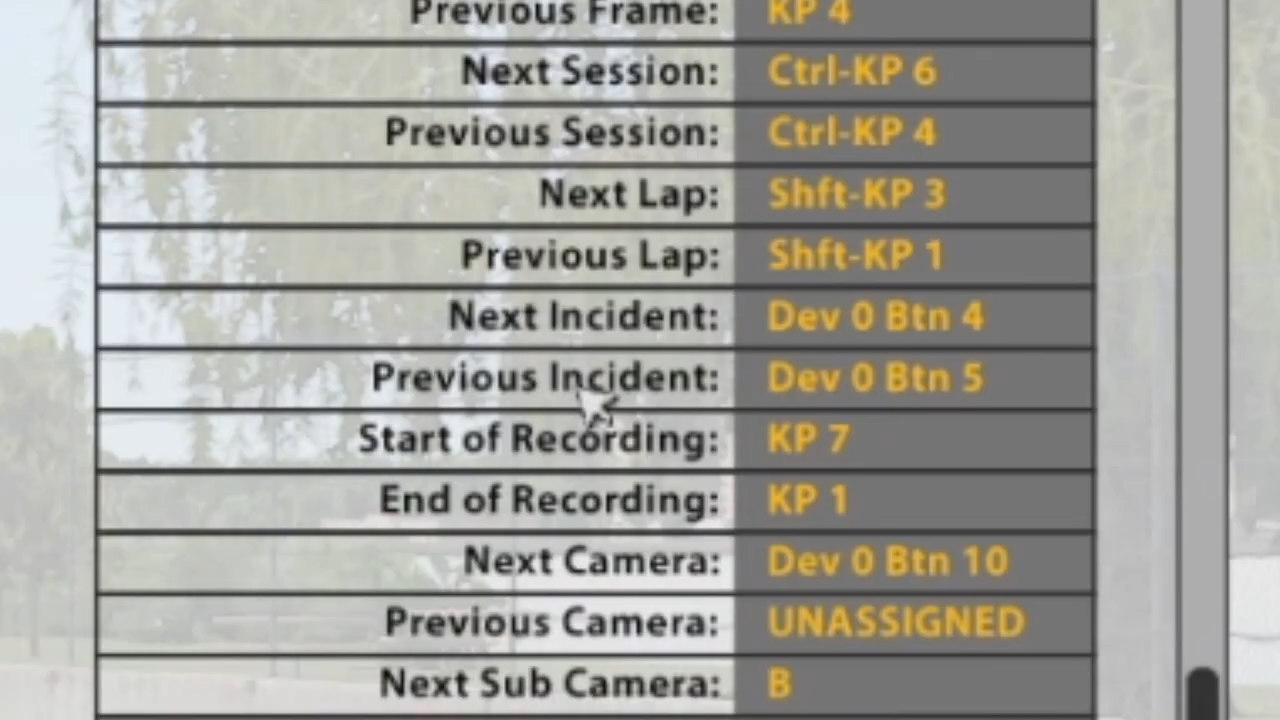 Previous Frame: KP 4
Next Session: Ctrl-KP 6
Previous Session: Ctrl-KP 4
Next Lap: Shft-KP 3
Previous Lap: Shft-KP 1
Next Incident: Dev 0 Btn 4
Previous Incident: Dev 0 Btn 5
Start of Recording: KP 7
End of Recording: KP 1
Next Camera: Dev 0 Btn 10
Previous Camera: UNASSIGNED
Next Sub Camera: B